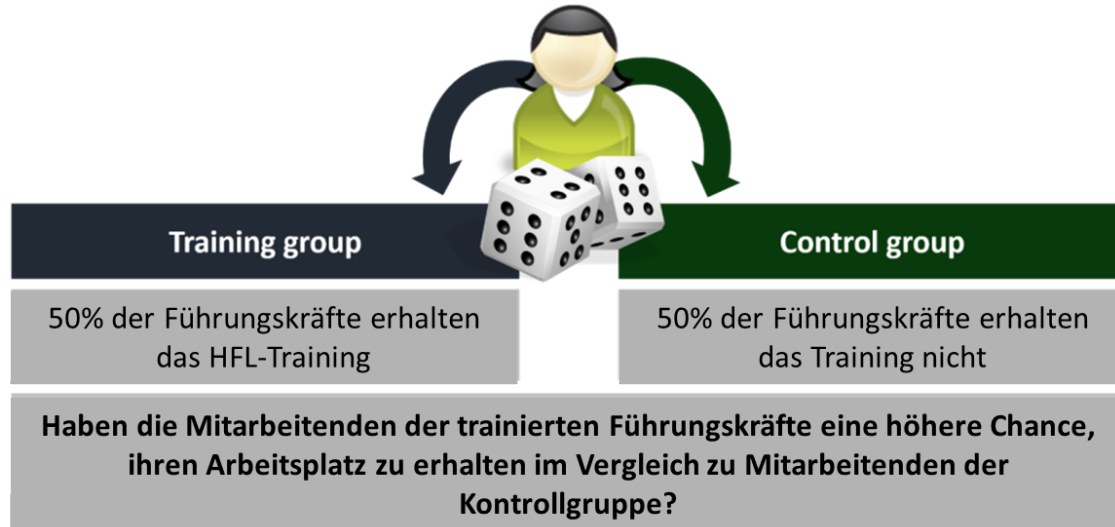 Training group
Control group
50% der Führungskräfte erhalten
das HFL-Training
50% der Führungskräfte erhalten
das Training nicht
Haben die Mitarbeitenden der trainierten Führungskräfte eine höhere Chance,
ihren Arbeitsplatz zu erhalten im Vergleich zu Mitarbeitenden der
Kontrollgruppe?